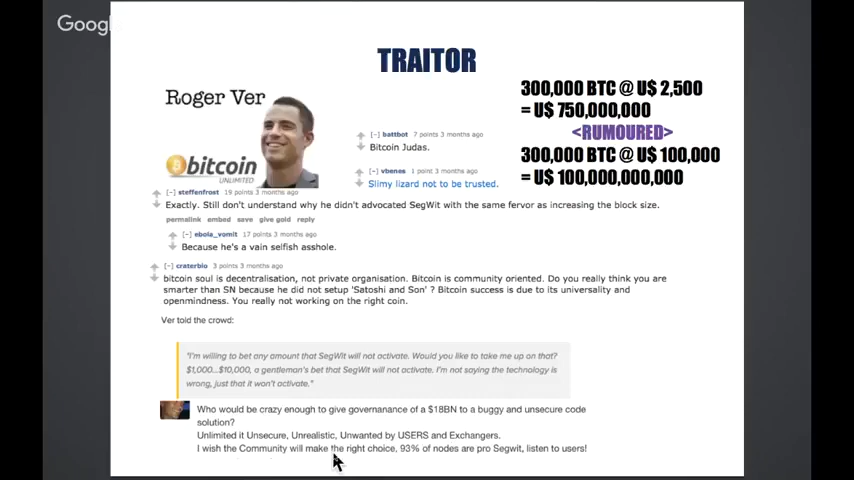 Googl
TRAITOR
Roger Ver
bitcoin
UNLIMITED
300,000 BTC @ U$ 2,500
= U$ 750,000,000
<RUMOURED>
300,000 BTC @ U$ 100,000
= U$ 100,000,000,000
[-] battbot 7 points 3 months ago
Bitcoin Judas.
[-] vbenes 1 point 3 months ago
Slimy lizard not to be trusted.
[-] steffenfrost 19 points 3 months ago
Exactly. Still don't understand why he didn't advocated SegWit with the same fervor as increasing the block size.
permalink embed save give gold reply
[-] ebola_vomit 17 points 3 months ago
Because he's a vain selfish asshole.
[-] craterbio 3 points 3 months ago
bitcoin soul is decentralisation, not private organisation. Bitcoin is community oriented. Do you really think you are
smarter than SN because he did not setup 'Satoshi and Son' ? Bitcoin success is due to its universality and
openmindness. You really not working on the right coin.
Ver told the crowd:
"I'm willing to bet any amount that SegWit will not activate. Would you like to take me up on that?
$1,000...$10,000, a gentleman's bet that SegWit will not activate. I'm not saying the technology is
wrong, just that it won't activate."
Who would be crazy enough to give governanance of a $18BN to a buggy and unsecure code
solution?
Unlimited it Unsecure, Unrealistic, Unwanted by USERS and Exchangers.
I wish the Community will make the right choice, 93% of nodes are pro Segwit, listen to users!